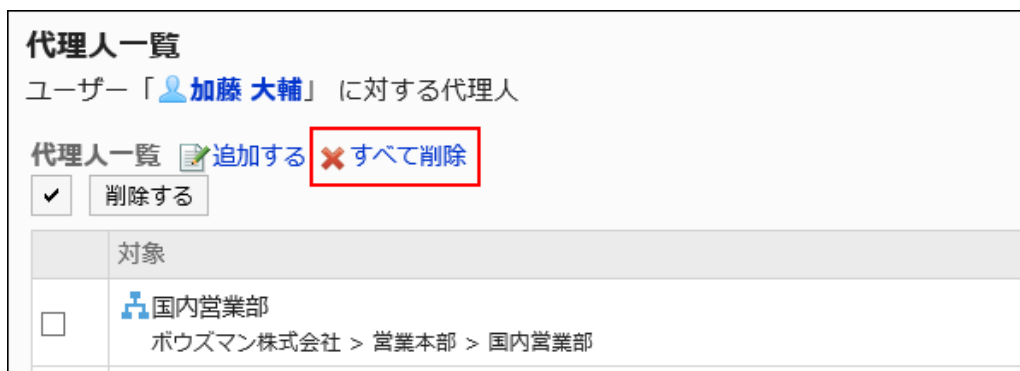 代理人一覧
ユーザー「加藤 大輔」 に対する代理人
代理人一覧 追加する すべて削除
削除する
対象
国内営業部
ボウズマン株式会社 > 営業本部 > 国内営業部